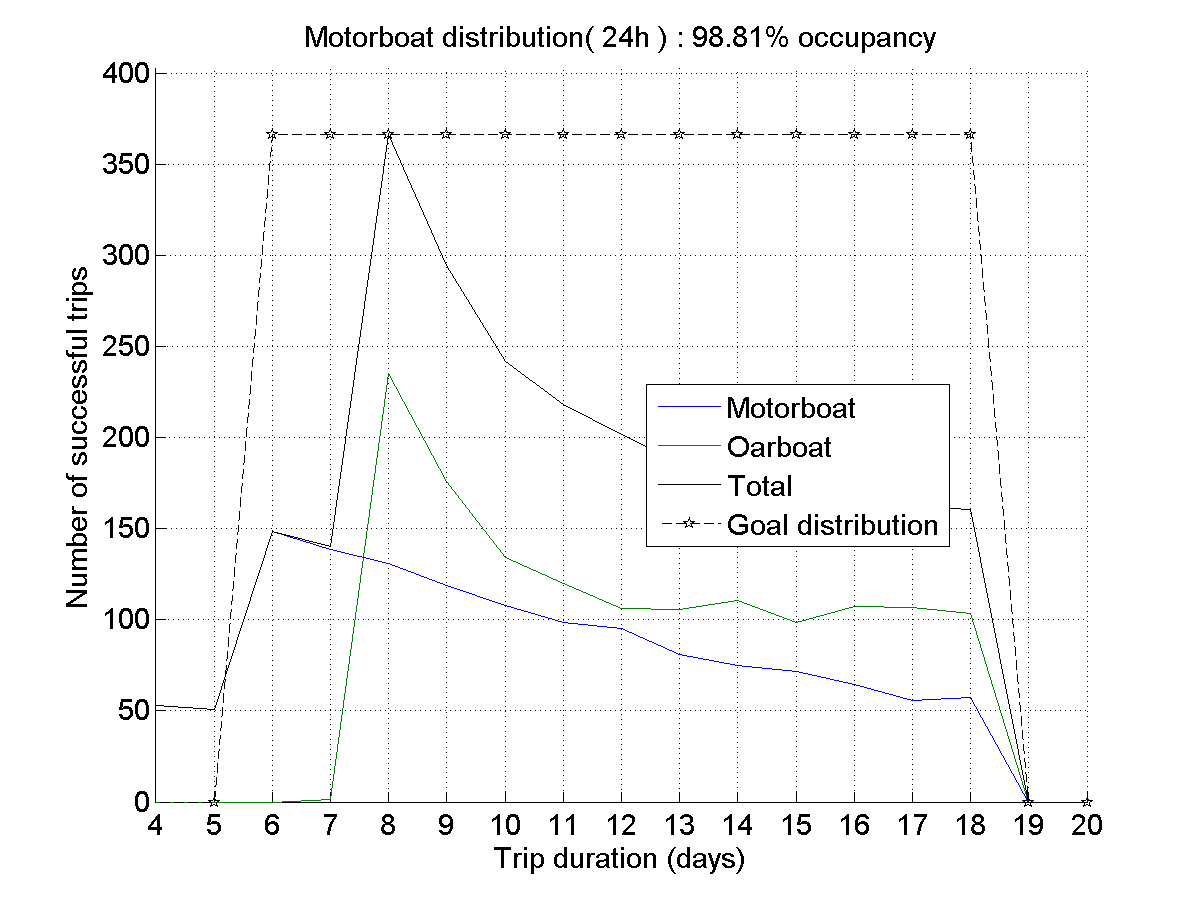 Motorboat distribution( 24h ) : 98.81% occupancy
400
350
300
250
200
150
100
50
0
Number of successful trips
Motorboat
Oarboat
Total
Goal distribution
4 5 6 7 8 9 10 11 12 13 14 15 16 17 18 19 20
Trip duration (days)